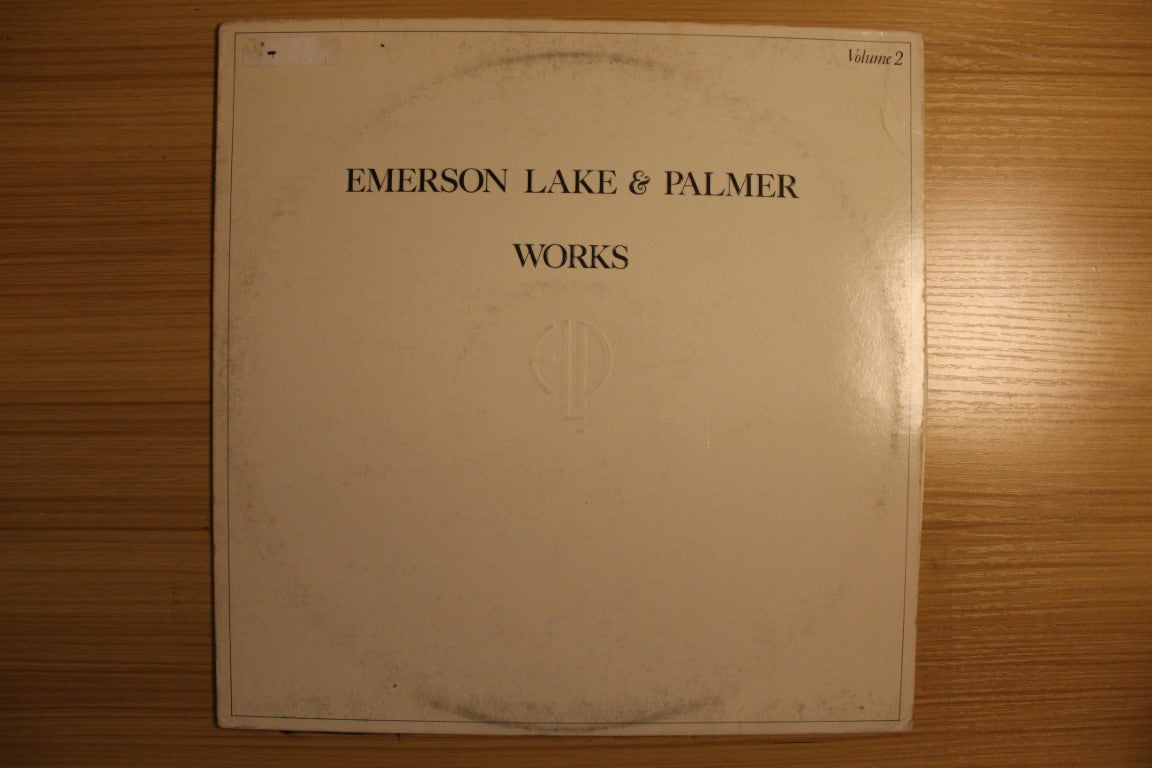 Volume 2
EMERSON LAKE & PALMER
WORKS
ELP